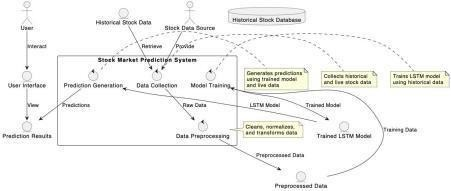 User
Historical Stock Data
Stock Data Source
Historical Stock Database
Interact
Retrieve
Provide
Stock Market Prediction System
User Interface
Prediction Generation
Data Collection
Model Training
Generates predictions
using trained model
and live data
Collects historical
and live stock data
Trains LSTM model
using historical data
View
Predictions
Raw Data
LSTM Model
Trained Model
Training Data
Prediction Results
Data Preprocessing
Cleans, normalizes,
and transforms data
Trained LSTM Model
Preprocessed Data
Preprocessed Data